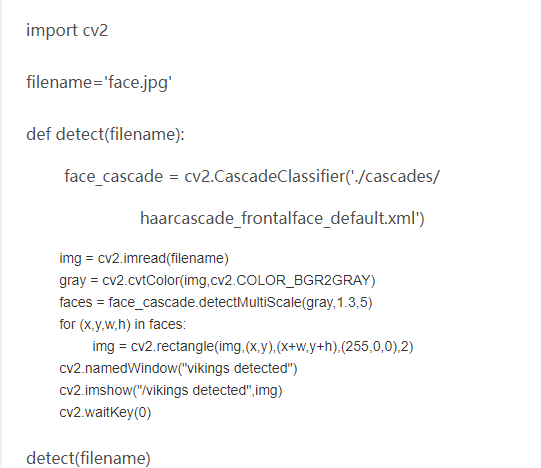 import cv2
filename='face.jpg'
def detect(filename):
face_cascade = cv2.CascadeClassifier('./cascades/
haarcascade_frontalface_default.xml')
img = cv2.imread(filename)
gray = cv2.cvtColor(img,cv2.COLOR_BGR2GRAY)
faces = face_cascade.detectMultiScale(gray,1.3,5)
for (x,y,w,h) in faces:
img = cv2.rectangle(img,(x,y),(x+w,y+h),(255,0,0),2)
cv2.namedWindow("vikings detected")
cv2.imshow("/vikings detected",img)
cv2.waitKey(0)
detect(filename)